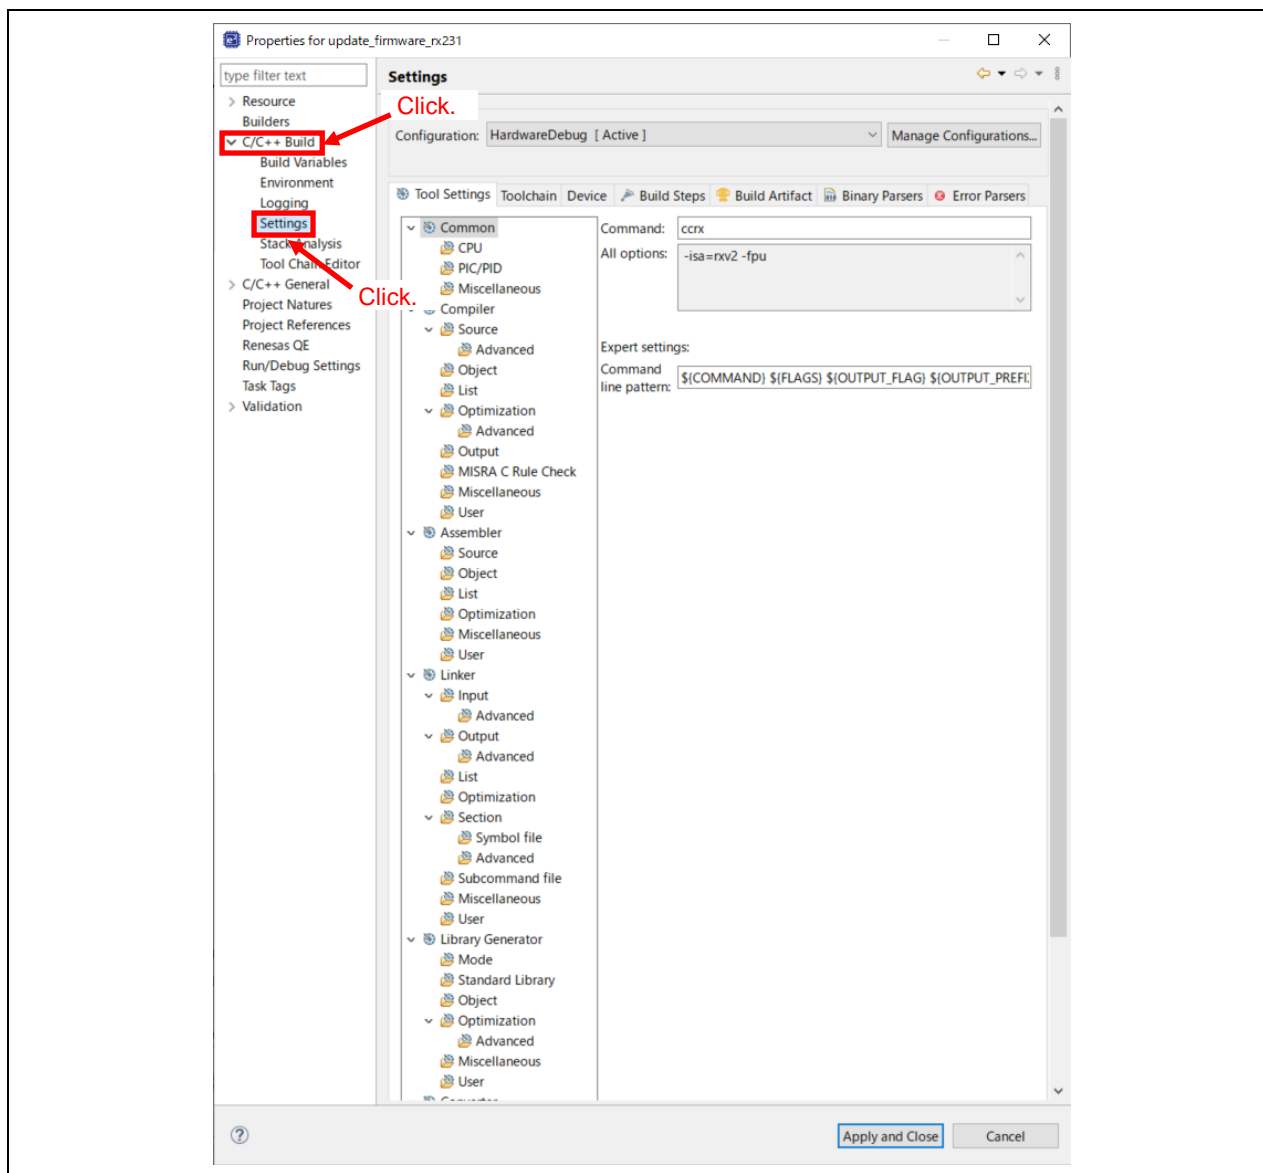 Properties for update_firmware_rx231
type filter text
Resource
Builders
C/C++ Build
Build Variables
Environment
Logging
Settings
Stack Analysis
Tool Chain Editor
C/C++ General
Project Natures
Project References
Renesas QE
Run/Debug Settings
Task Tags
Validation
Click.
Click.
Settings
Configuration: HardwareDebug [ Active ] Manage Configurations...
Tool Settings Toolchain Device Build Steps Build Artifact Binary Parsers Error Parsers
Common
CPU
PIC/PID
Miscellaneous
Compiler
Source
Advanced
Object
List
Optimization
Advanced
Output
MISRA C Rule Check
Miscellaneous
User
Assembler
Source
Object
List
Optimization
Miscellaneous
User
Linker
Input
Advanced
Output
Advanced
List
Optimization
Section
Symbol file
Advanced
Subcommand file
Miscellaneous
User
Library Generator
Mode
Standard Library
Object
Optimization
Advanced
Miscellaneous
User
Command: ccrx
All options: -isa=rxv2 -fpu
Expert settings:
Command
line pattern: ${COMMAND} ${FLAGS} ${OUTPUT_FLAG} ${OUTPUT_PREFI
Apply and Close Cancel